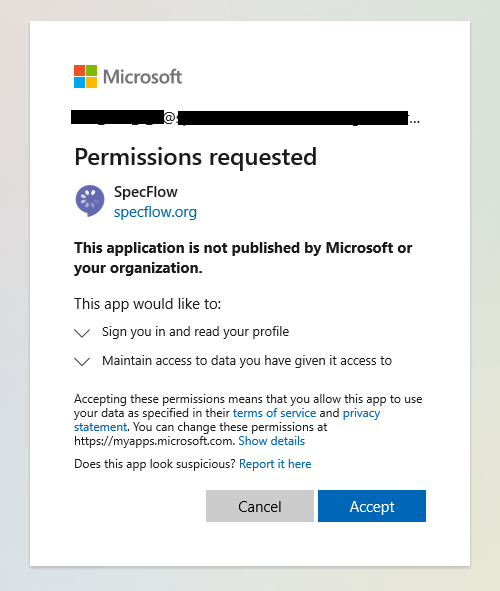 Microsoft
@
...
Permissions requested
SpecFlow
specflow.org
This application is not published by Microsoft or
your organization.
This app would like to:
Sign you in and read your profile
Maintain access to data you have given it access to
Accepting these permissions means that you allow this app to use
your data as specified in their terms of service and privacy
statement. You can change these permissions at
https://myapps.microsoft.com. Show details
Does this app look suspicious? Report it here
Cancel
Accept